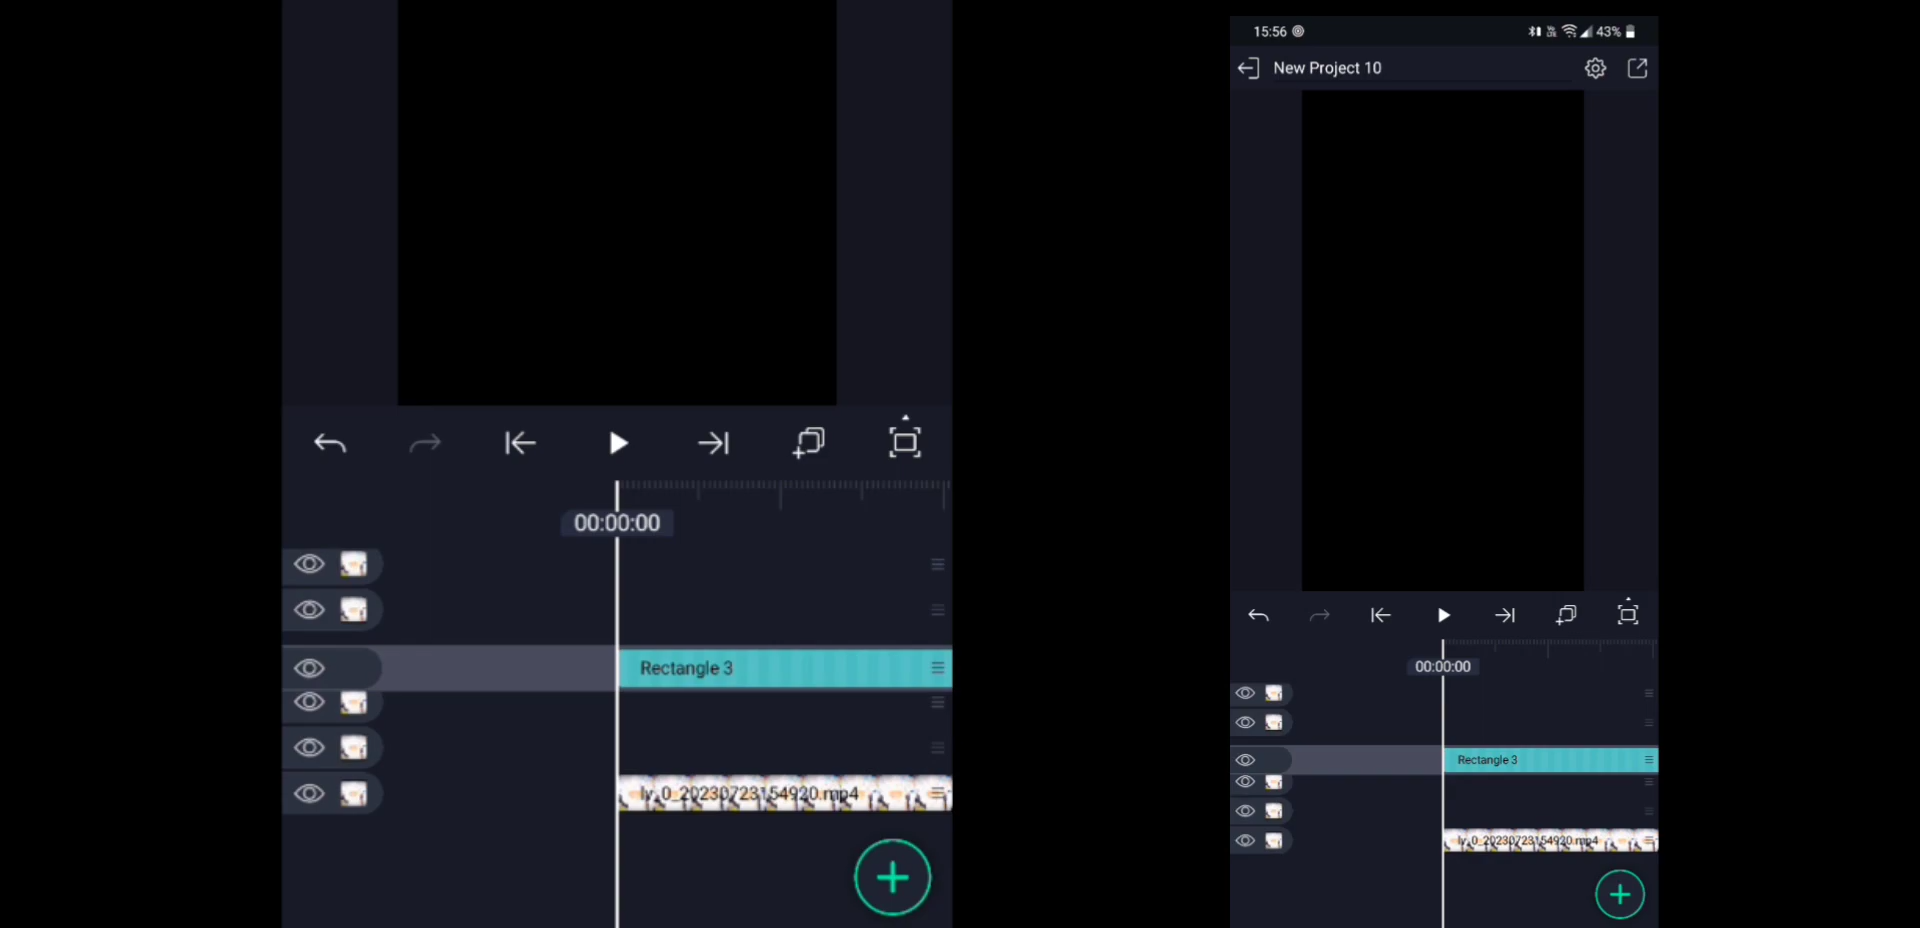 00:00:00
Rectangle 3
ly_0_20230723154920.mp4
15:56
43%
New Project 10
00:00:00
Rectangle 3
ly_0_20230723154920.mp4